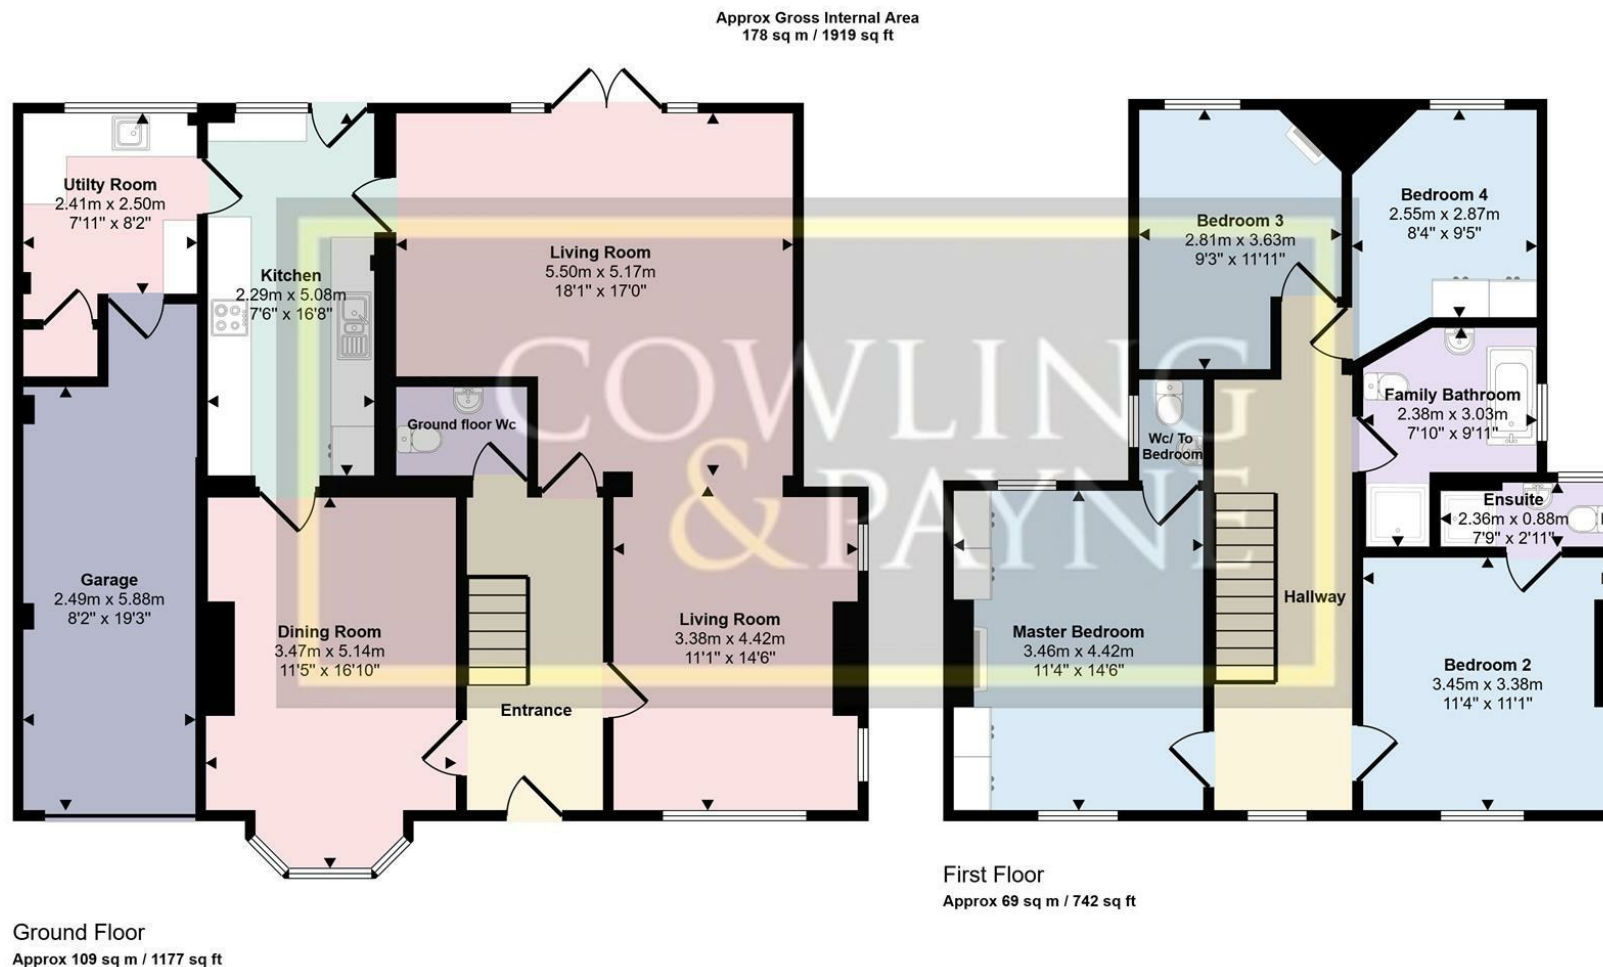 Approx Gross Internal Area
178 sq m / 1919 sq ft
Utilty Room
2.41m x 2.50m
7'11" x 8'2"
Kitchen
2.29m x 5.08m
7'6" x 16'8"
Living Room
5.50m x 5.17m
18'1" x 17'0"
Ground floor Wc
Garage
2.49m x 5.88m
8'2" x 19'3"
Dining Room
3.47m x 5.14m
11'5" x 16'10"
Entrance
Living Room
3.38m x 4.42m
11'1" x 14'6"
Bedroom 3
2.81m x 3.63m
9'3" x 11'11"
Bedroom 4
2.55m x 2.87m
8'4" x 9'5"
Family Bathroom
2.38m x 3.03m
7'10" x 9'11"
Wc/ To
Bedroom
Ensuite
2.36m x 0.88m
7'9" x 2'11"
Master Bedroom
3.46m x 4.42m
11'4" x 14'6"
Hallway
Bedroom 2
3.45m x 3.38m
11'4" x 11'1"
COWLING
& PAYNE
First Floor
Approx 69 sq m / 742 sq ft
Ground Floor
Approx 109 sq m / 1177 sq ft